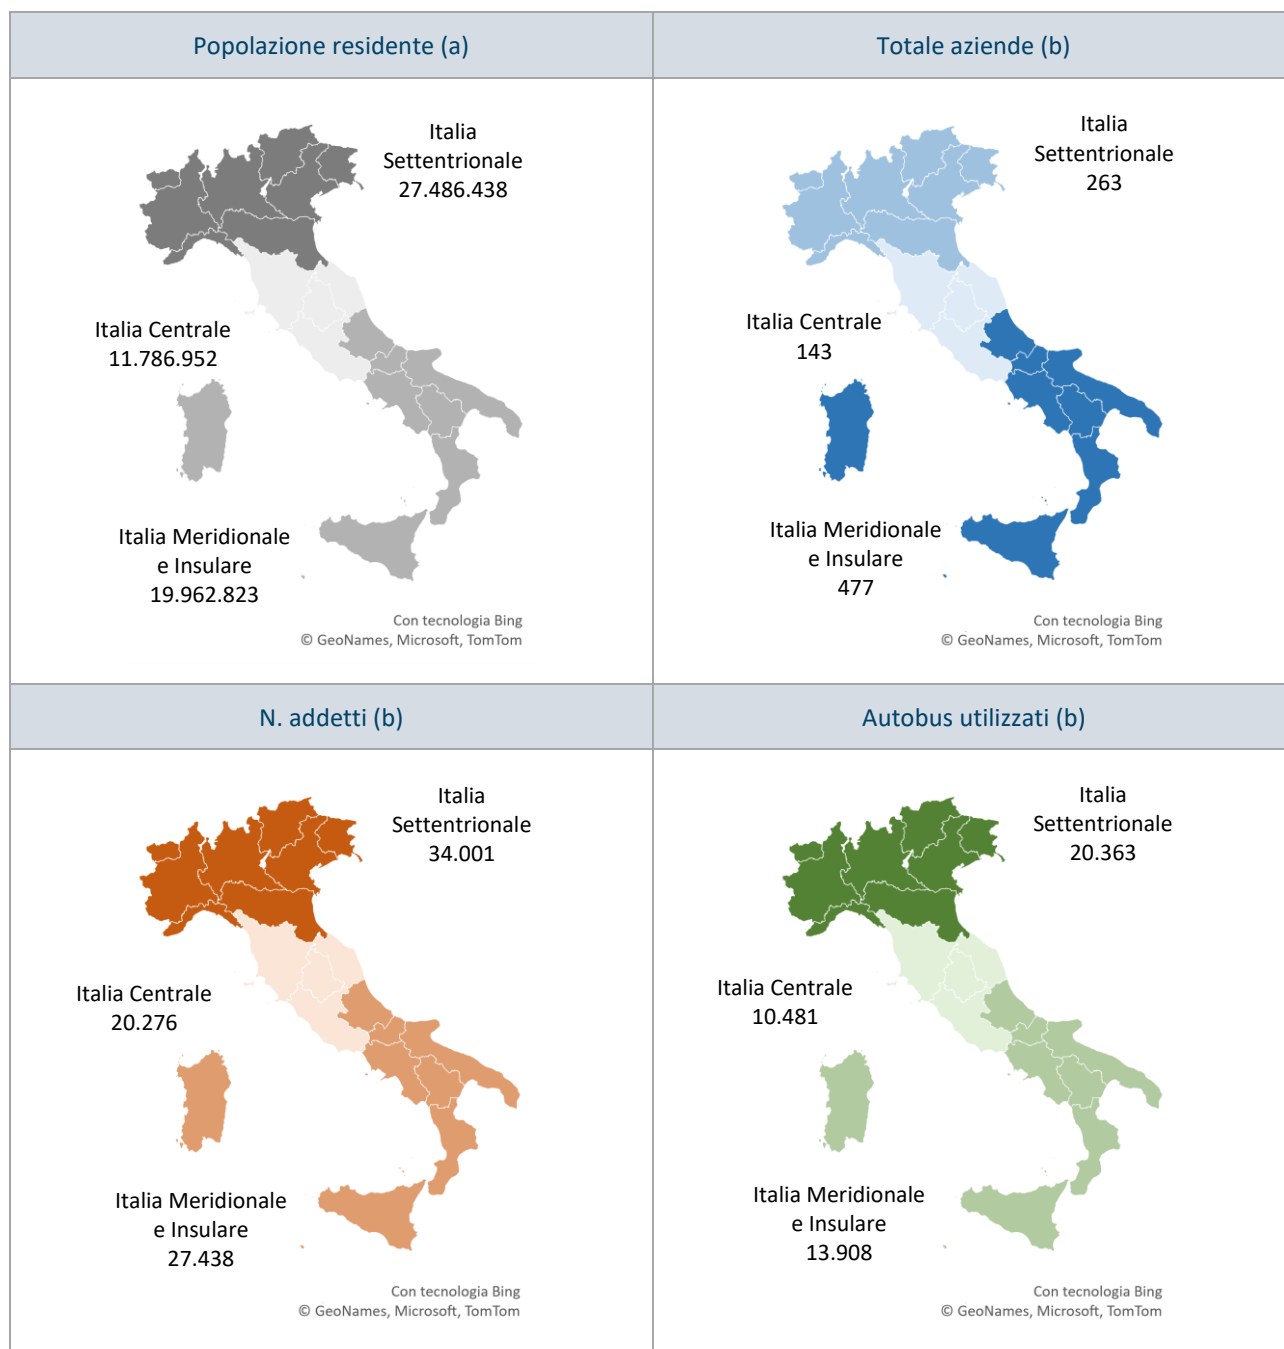 Popolazione residente (a)
Totale aziende (b)
Italia
Settentrionale
27.486.438
Italia Centrale
11.786.952
Italia Meridionale
e Insulare
19.962.823
Con tecnologia Bing
© GeoNames, Microsoft, TomTom
Italia
Settentrionale
263
Italia Centrale
143
Italia Meridionale
e Insulare
477
Con tecnologia Bing
© GeoNames, Microsoft, TomTom
N. addetti (b)
Autobus utilizzati (b)
Italia
Settentrionale
34.001
Italia Centrale
20.276
Italia Meridionale
e Insulare
27.438
Con tecnologia Bing
© GeoNames, Microsoft, TomTom
Italia
Settentrionale
20.363
Italia Centrale
10.481
Italia Meridionale
e Insulare
13.908
Con tecnologia Bing
© GeoNames, Microsoft, TomTom